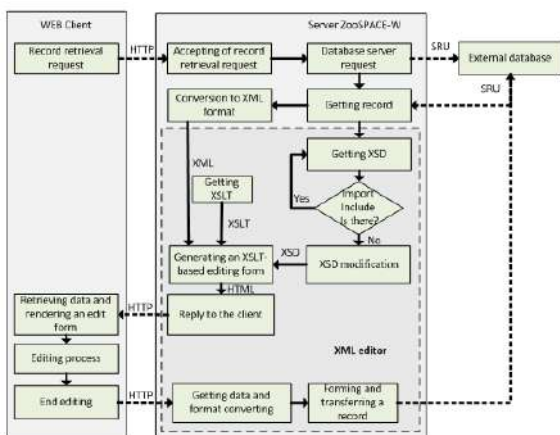 WEB Client
Server ZooSPACE-W
Record retrieval
request
HTTP
Accepting of record
retrieval request
Database server
request
SRU
External database
SRU
Conversion to XML
format
Getting record
Getting XSD
XML
Getting
XSLT
Yes
Import
Include
Is there?
XSLT
No
Generating an XSLT-
based editing form
XSD
XSD modification
HTML
Retrieving data and
rendering an edit
form
HTTP
Reply to the client
Editing process
XML editor
End editing
HTTP
Getting data and
format converting
Forming and
transferring a
record